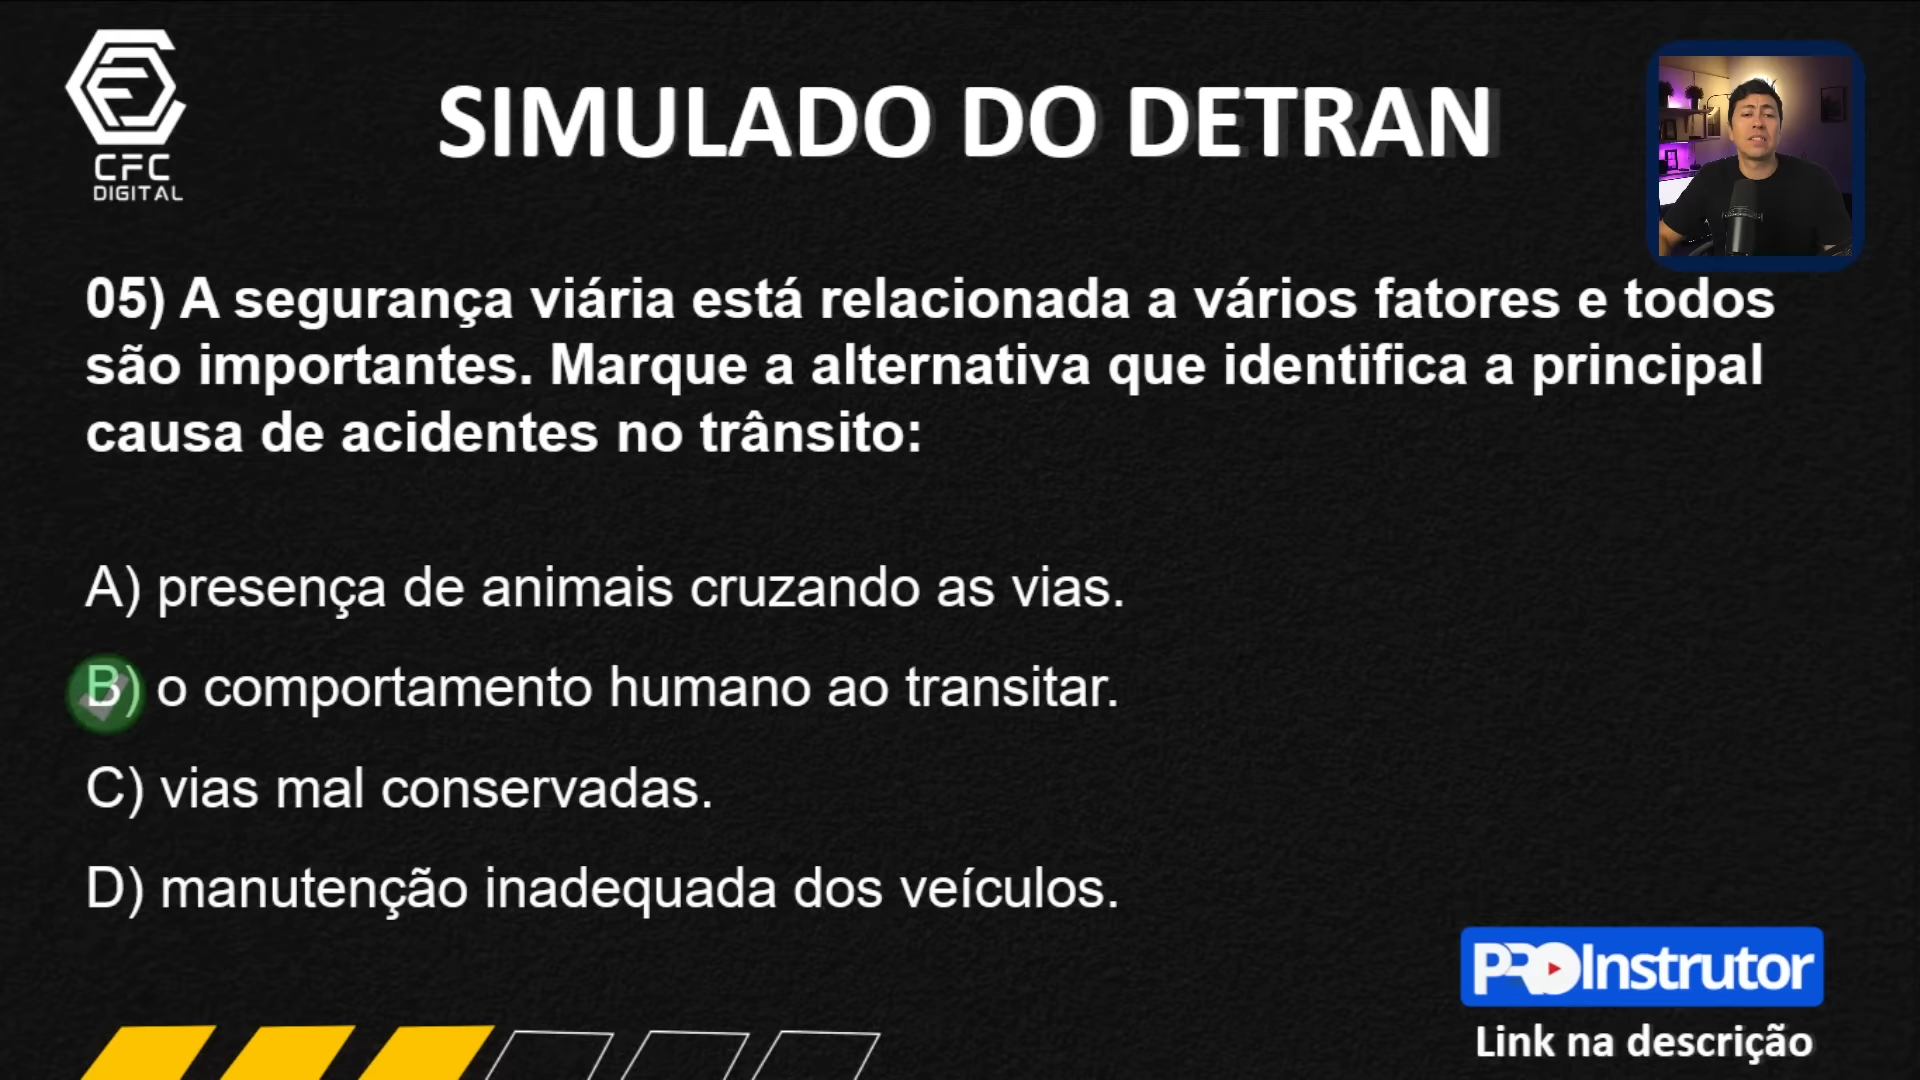 CFC
DIGITAL
SIMULADO DO DETRAN
05) A segurança viária está relacionada a vários fatores e todos
são importantes. Marque a alternativa que identifica a principal
causa de acidentes no trânsito:
A) presença de animais cruzando as vias.
B) o comportamento humano ao transitar.
C) vias mal conservadas.
D) manutenção inadequada dos veículos.
PROInstrutor
Link na descrição